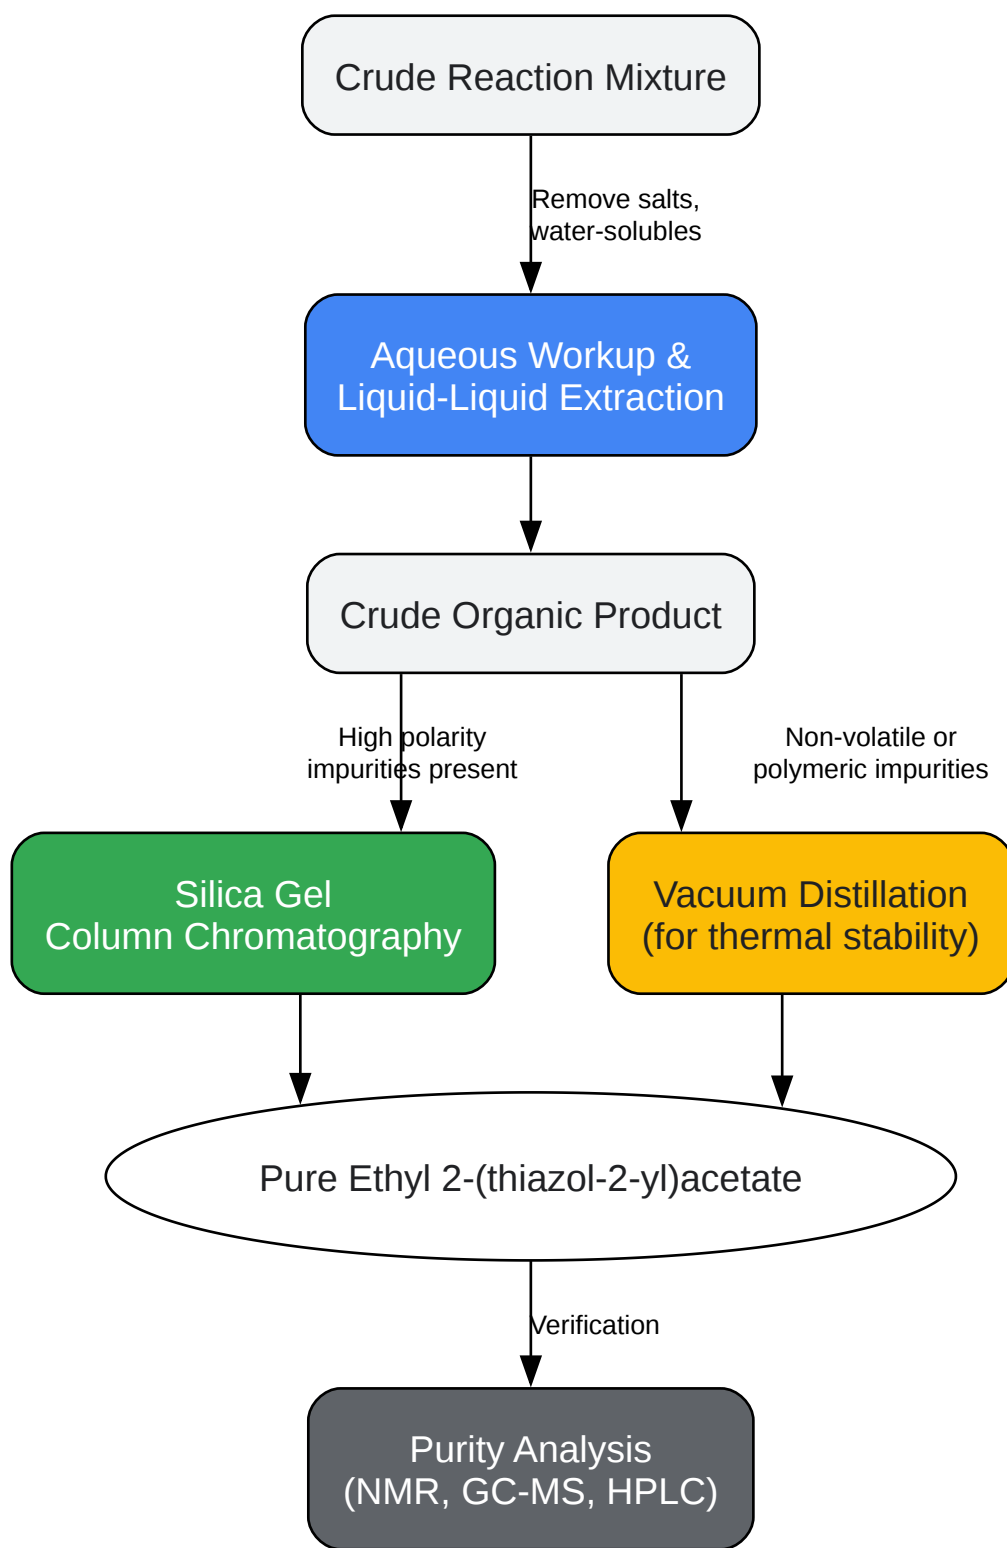 Crude Reaction Mixture
Remove salts,
water-solubles
Aqueous Workup &
Liquid-Liquid Extraction
Crude Organic Product
High polarity
impurities present
Non-volatile or
polymeric impurities
Silica Gel
Column Chromatography
Vacuum Distillation
(for thermal stability)
Pure Ethyl 2-(thiazol-2-yl)acetate
Verification
Purity Analysis
(NMR, GC-MS, HPLC)